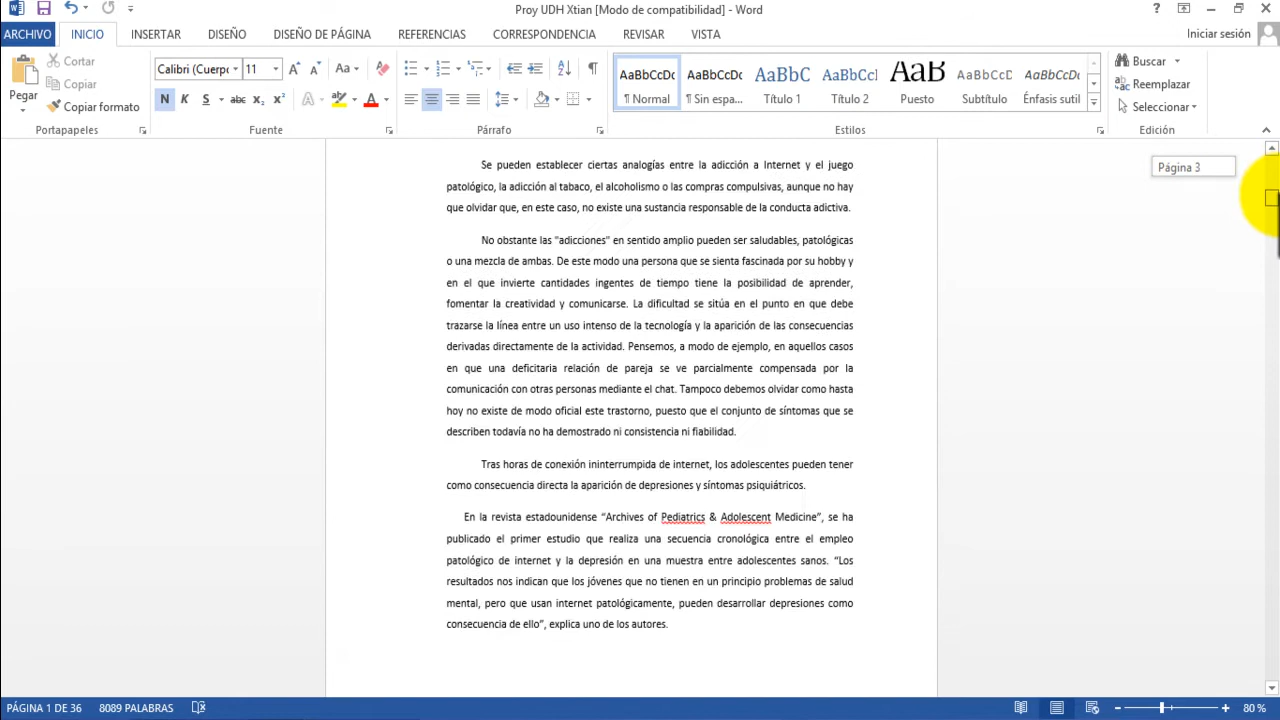 Proy UDH Xtian [Modo de compatibilidad] - Word
ARCHIVO INICIO INSERTAR DISEÑO DISEÑO DE PÁGINA REFERENCIAS CORRESPONDENCIA REVISAR VISTA Iniciar sesión
Pegar
Cortar
Copiar
Copiar formato
Portapapeles
Calibri (Cuerpo 11
Aa
N K S abc x₂ x² A A
Fuente
Párrafo
AaBbCcDc AaBbCcDc AaBbC AaBbCcl AaB AaBbCcD AaBbCcDc
¶ Normal ¶ Sin espa... Título 1 Título 2 Puesto Subtítulo Énfasis sutil
Estilos
Buscar
Reemplazar
Seleccionar
Edición
Página 3
Se pueden establecer ciertas analogías entre la adicción a Internet y el juego
patológico, la adicción al tabaco, el alcoholismo o las compras compulsivas, aunque no hay
que olvidar que, en este caso, no existe una sustancia responsable de la conducta adictiva.
No obstante las "adicciones" en sentido amplio pueden ser saludables, patológicas
o una mezcla de ambas. De este modo una persona que se sienta fascinada por su hobby y
en el que invierte cantidades ingentes de tiempo tiene la posibilidad de aprender,
fomentar la creatividad y comunicarse. La dificultad se sitúa en el punto en que debe
trazarse la línea entre un uso intenso de la tecnología y la aparición de las consecuencias
derivadas directamente de la actividad. Pensemos, a modo de ejemplo, en aquellos casos
en que una deficitaria relación de pareja se ve parcialmente compensada por la
comunicación con otras personas mediante el chat. Tampoco debemos olvidar como hasta
hoy no existe de modo oficial este trastorno, puesto que el conjunto de síntomas que se
describen todavía no ha demostrado ni consistencia ni fiabilidad.
Tras horas de conexión ininterrumpida de internet, los adolescentes pueden tener
como consecuencia directa la aparición de depresiones y síntomas psiquiátricos.
En la revista estadounidense “Archives of Pediatrics & Adolescent Medicine”, se ha
publicado el primer estudio que realiza una secuencia cronológica entre el empleo
patológico de internet y la depresión en una muestra entre adolescentes sanos. “Los
resultados nos indican que los jóvenes que no tienen en un principio problemas de salud
mental, pero que usan internet patológicamente, pueden desarrollar depresiones como
consecuencia de ello”, explica uno de los autores.
PÁGINA 1 DE 36 8089 PALABRAS 80 %